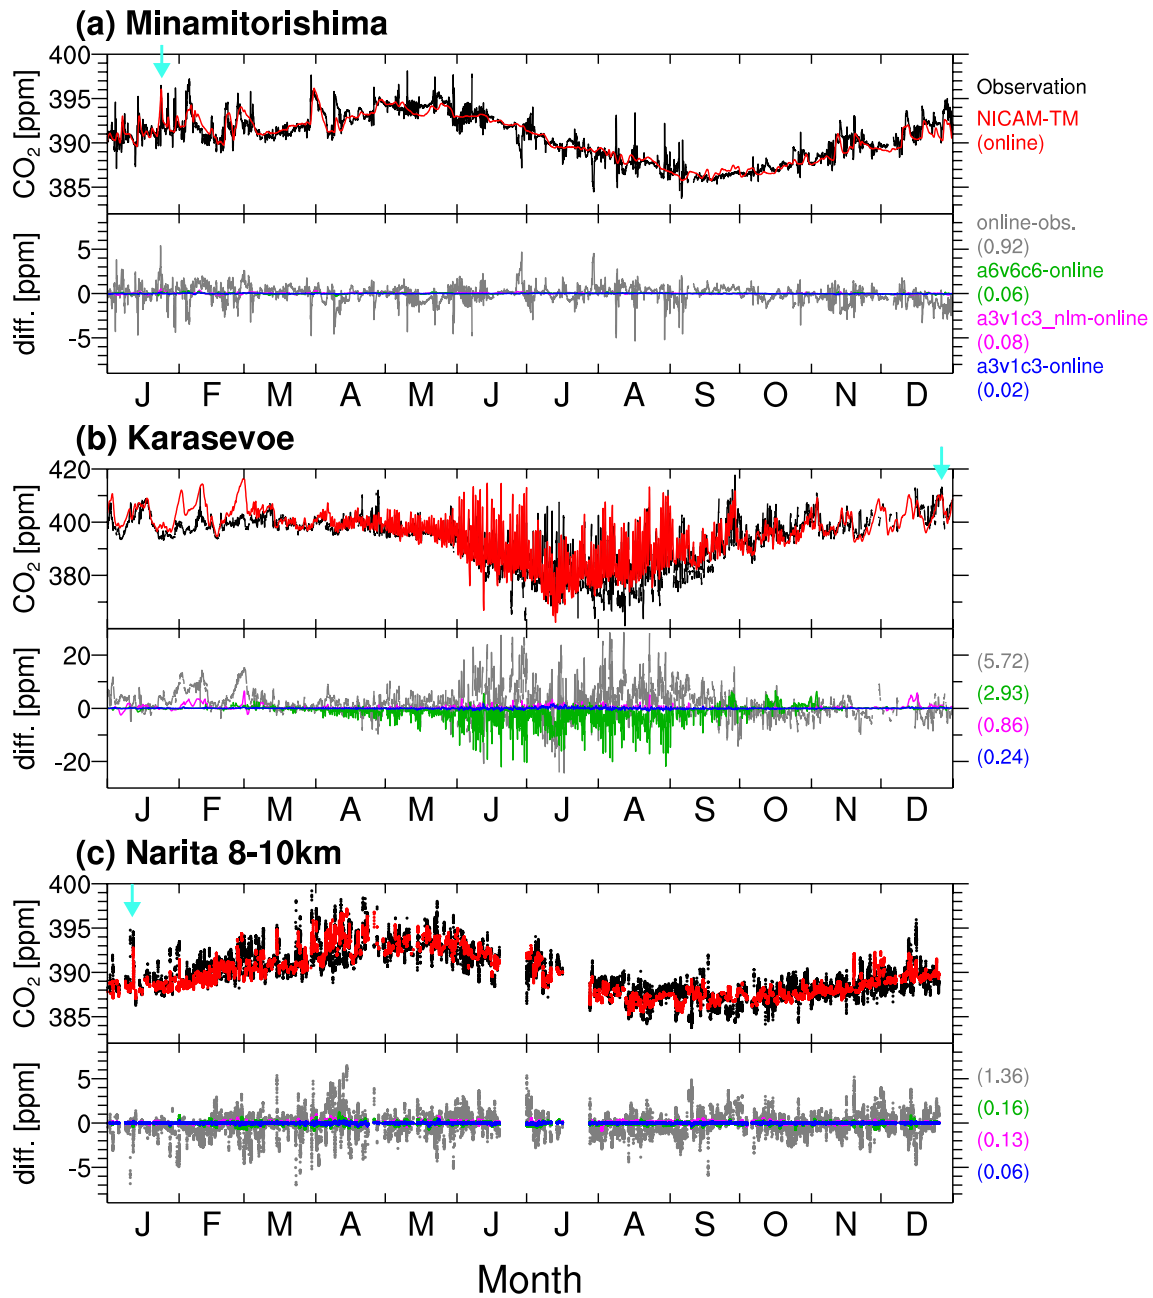 (a) Minamitorishima
400
395
390
385
CO₂ [ppm]
Observation
NICAM-TM
(online)
5
0
-5
diff. [ppm]
online-obs.
(0.92)
a6v6c6-online
(0.06)
a3v1c3_nlm-online
(0.08)
a3v1c3-online
(0.02)
J F M A M J J A S O N D
(b) Karasevoe
420
400
380
CO₂ [ppm]
20
0
-20
diff. [ppm]
(5.72)
(2.93)
(0.86)
(0.24)
J F M A M J J A S O N D
(c) Narita 8-10km
400
395
390
385
CO₂ [ppm]
5
0
-5
diff. [ppm]
(1.36)
(0.16)
(0.13)
(0.06)
J F M A M J J A S O N D
Month